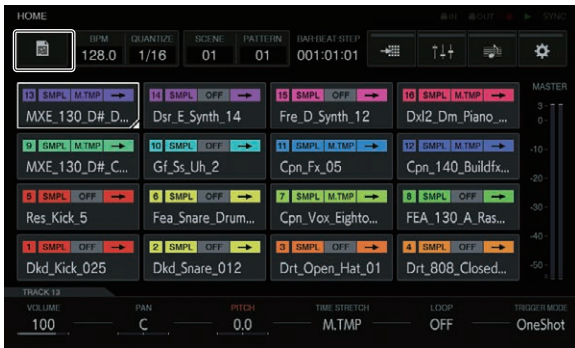 HOME IN OUT SYNC
BPM QUANTIZE SCENE PATTERN BAR:BEAT:STEP
128.0 1/16 01 01 001:01:01
MASTER
13 SMPL M.TMP → 14 SMPL OFF → 15 SMPL OFF → 16 SMPL M.TMP →
MXE_130_D#_D... Dsr_E_Synth_14 Fre_D_Synth_12 Dxl2_Dm_Piano_...
9 SMPL M.TMP → 10 SMPL OFF → 11 SMPL M.TMP → 12 SMPL M.TMP →
MXE_130_D#_C... Gf_Ss_Uh_2 Cpn_Fx_05 Cpn_140_Buildfx...
5 SMPL OFF → 6 SMPL OFF → 7 SMPL M.TMP → 8 SMPL OFF →
Res_Kick_5 Fea_Snare_Drum... Cpn_Vox_Eighto... FEA_130_A_Ras...
1 SMPL OFF → 2 SMPL OFF → 3 SMPL OFF → 4 SMPL OFF →
Dkd_Kick_025 Dkd_Snare_012 Drt_Open_Hat_01 Drt_808_Closed...
3
0
-10
-20
-30
-40
-50
TRACK 13
VOLUME PAN PITCH TIME STRETCH LOOP TRIGGER MODE
100 C 0.0 M.TMP OFF OneShot